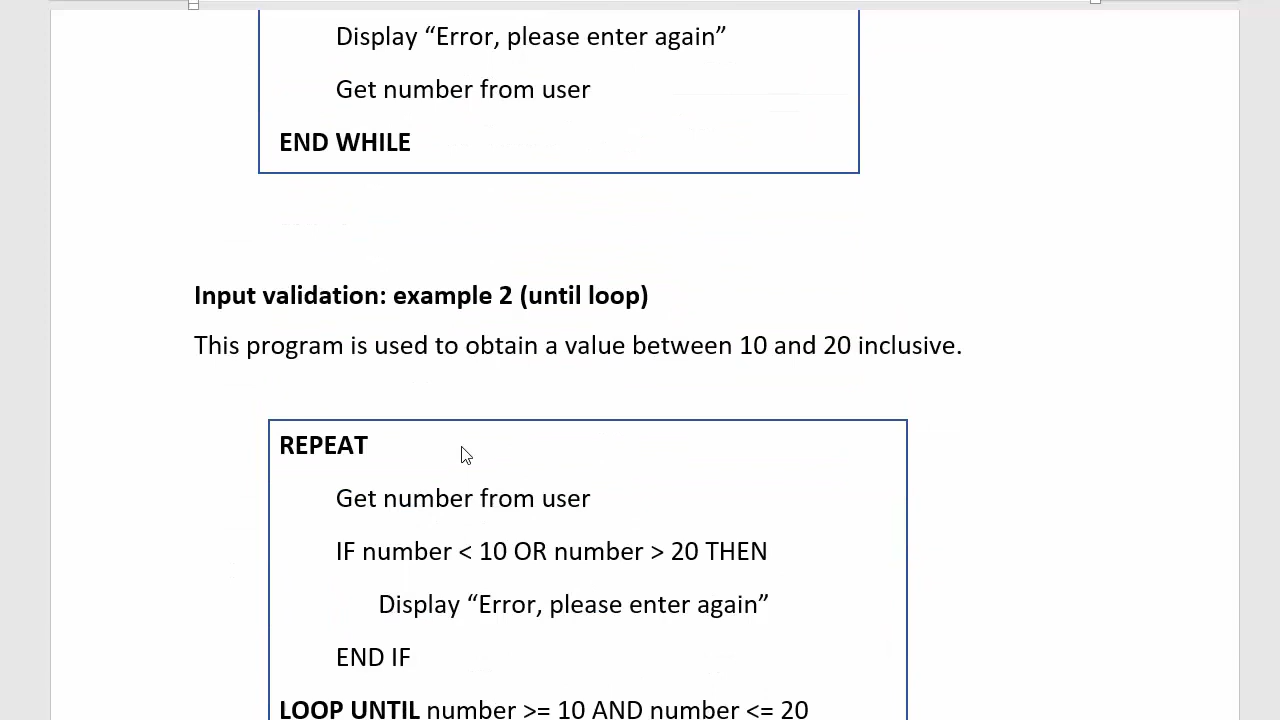 Display “Error, please enter again”
Get number from user
END WHILE
Input validation: example 2 (until loop)
This program is used to obtain a value between 10 and 20 inclusive.
REPEAT
Get number from user
IF number < 10 OR number > 20 THEN
Display “Error, please enter again”
END IF
LOOP UNTIL number >= 10 AND number <= 20